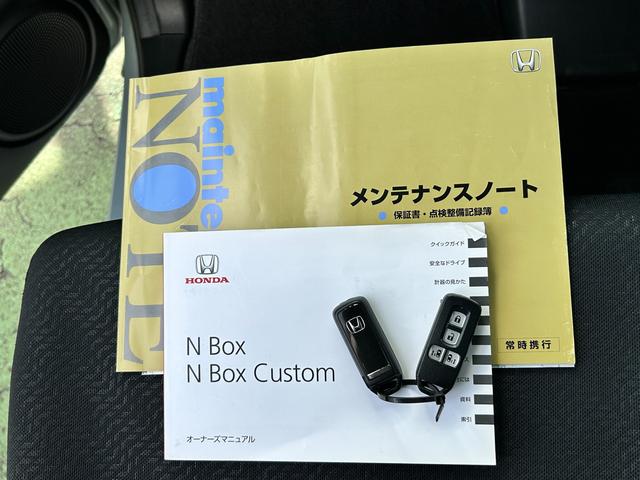 mainte
NOTE
メンテナンスノート
保証書・点検整備記録簿
常時携行
HONDA
N Box
N Box Custom
オーナーズマニュアル
クイックガイド
安全なドライブ
計器の見かた
には
資料
索引